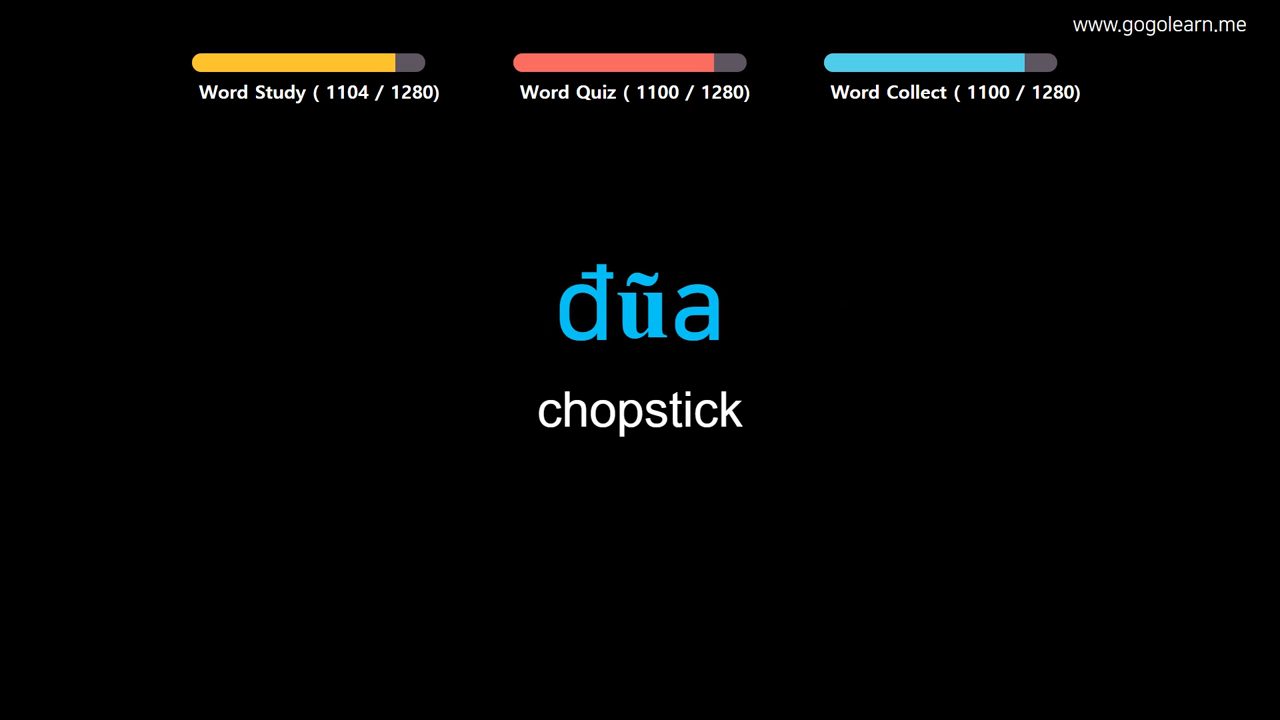 www.gogolearn.me
Word Study ( 1104 / 1280)
Word Quiz ( 1100 / 1280)
Word Collect ( 1100 / 1280)
đũa
chopstick